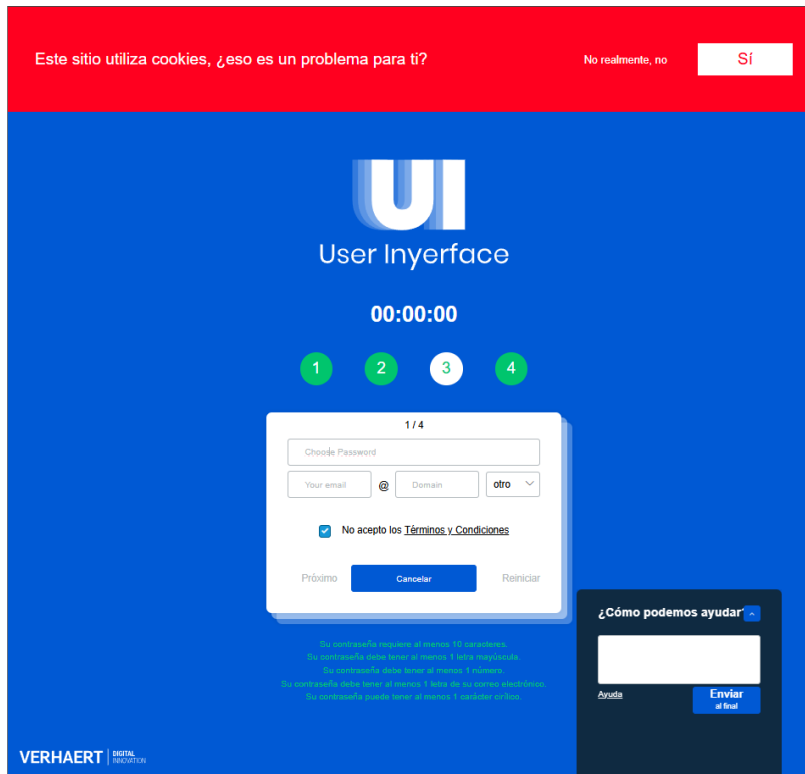 Este sitio utiliza cookies, ¿eso es un problema para ti?
No realmente, no
Sí
UI
User Inyerface
00:00:00
1
2
3
4
1 / 4
Choose Password
Your email
@
Domain
otro
No acepto los Términos y Condiciones
Próximo
Cancelar
Reiniciar
Su contraseña requiere al menos 10 caracteres.
Su contraseña debe tener al menos 1 letra mayúscula.
Su contraseña debe tener al menos 1 número.
Su contraseña debe tener al menos 1 letra de su correo electrónico.
Su contraseña puede tener al menos 1 carácter cirílico.
¿Cómo podemos ayudar?
Ayuda
Enviar
al final
VERHAERT
DIGITAL
INNOVATION